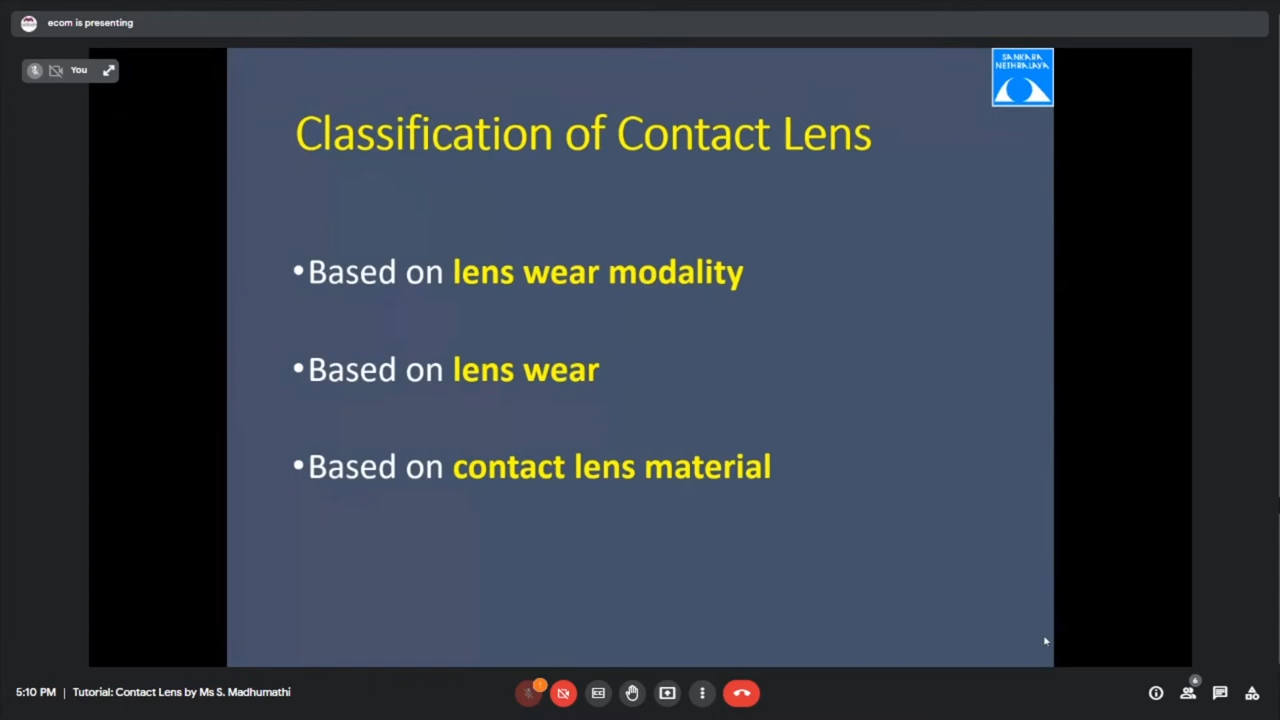 ecom is presenting
You
SANKARA
NETHRALAYA
Classification of Contact Lens
•Based on lens wear modality
•Based on lens wear
•Based on contact lens material
5:10 PM | Tutorial: Contact Lens by Ms S. Madhumathi
6